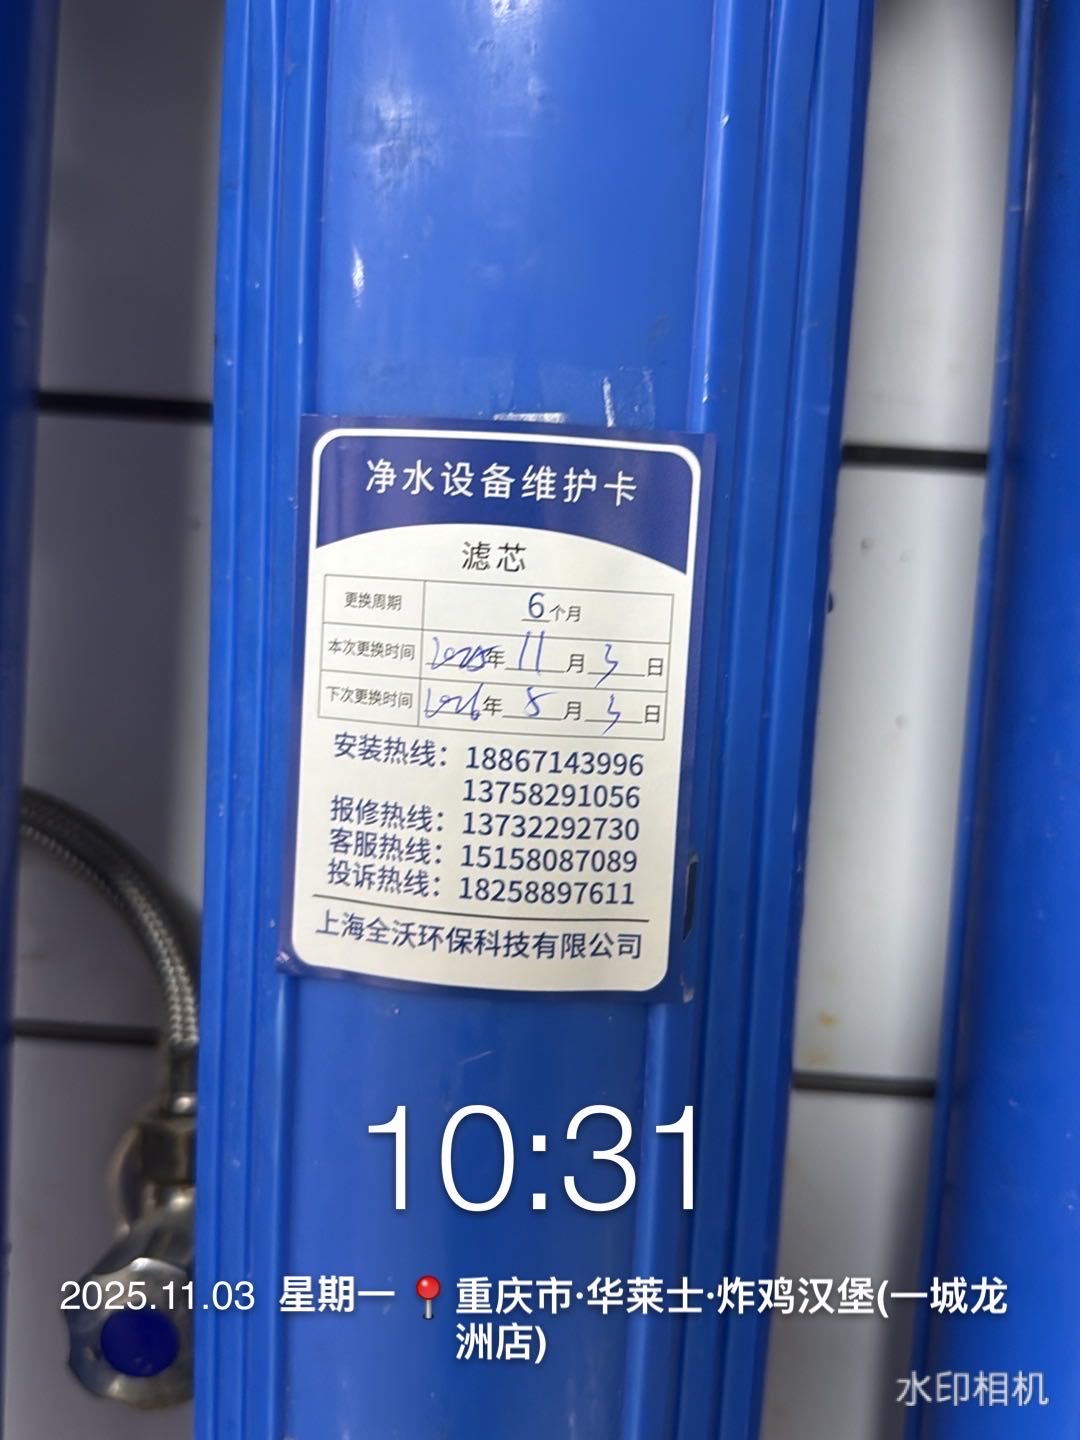 净水设备维护卡
滤芯
更换周期 6个月
本次更换时间 2025年11月3日
下次更换时间 2026年8月3日
安装热线：18867143996
13758291056
报修热线：13732292730
客服热线：15158087089
投诉热线：18258897611
上海全沃环保科技有限公司
10:31
2025.11.03 星期一 重庆市·华莱士·炸鸡汉堡(一城龙
洲店)
水印相机